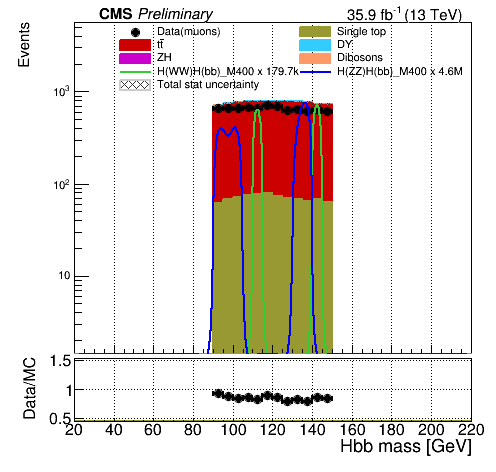 CMS Preliminary 35.9 fb⁻¹ (13 TeV)
Data(muons) Single top
tt̄ DY
ZH Dibosons
H(WW)H(bb)_M400 x 179.7k H(ZZ)H(bb)_M400 x 4.6M
Total stat uncertainty
Events
10³
10²
10
Data/MC
1.5
1
0.5
20 40 60 80 100 120 140 160 180 200 220
Hbb mass [GeV]